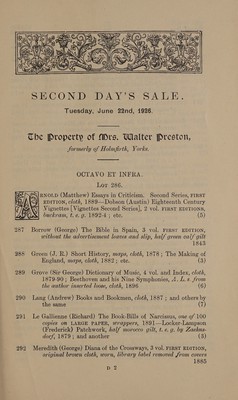 SECOND DAY'S SALE.
Tuesday, June 22nd, 1926.
The Property of Mrs. Walter Preston,
formerly of Holmfirth, Yorks.
OCTAVO ET INFRA.
LOT 286.
ARNOLD (Matthew) Essays in Criticism. Second Series, FIRST
EDITION, cloth, 1888—Dobson (Austin) Eighteenth Century
Vignettes [Vignettes Second Series], 2 vol. FIRST EDITIONS,
buckram, t. e. g. 1892-4; etc. (5)
287 Borrow (George) The Bible in Spain, 3 vol. FIRST EDITION,
without the advertisement leaves and slip, half green calf gilt
1843
288 Green (J. R.) Short History, maps, cloth, 1878; The Making of
England, maps, cloth, 1882; etc. (5)
289 Grove (Sir George) Dictionary of Music, 4 vol. and Index, cloth,
1879-90; Beethoven and his Nine Symphonies, A. L. s from
the author inserted loose, cloth, 1896 (6)
290 Lang (Andrew) Books and Bookmen, cloth, 1887; and others by
the same (7)
291 Le Gallienne (Richard) The Book-Bills of Narcissus, one of 100
copies on LARGE PAPER, wrappers, 1891—Locker-Lampson
(Frederick) Patchwork, half morocco gilt, t. e. g. by Zaehnsdorf,
1879; and another (3)
292 Meredith (George) Diana of the Crossways, 3 vol. FIRST EDITION,
original brown cloth, worn, library label removed from covers
1885
D 2